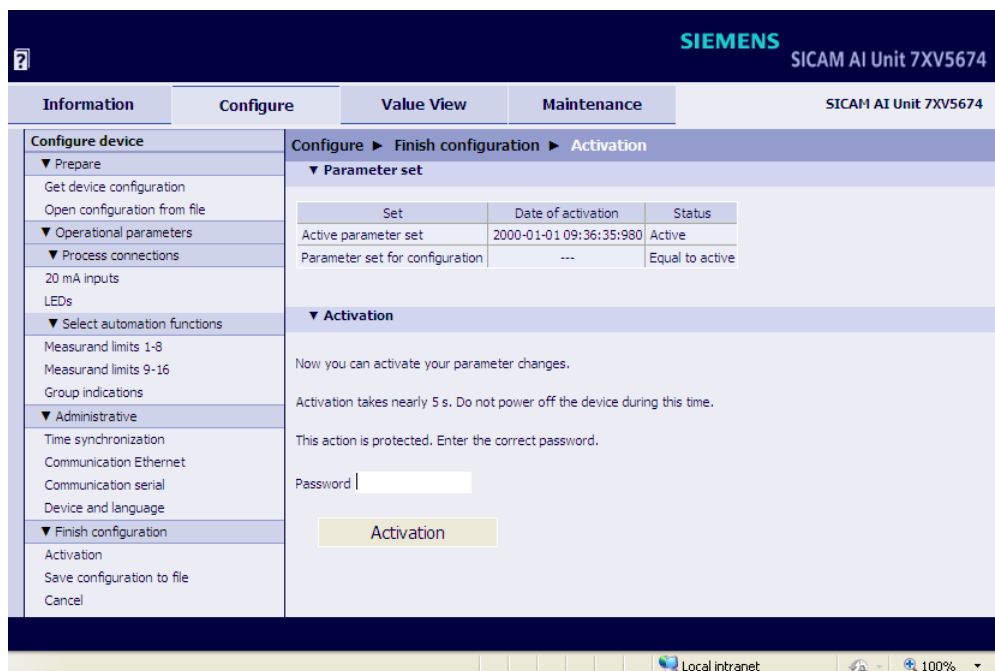 ?
SIEMENS
SICAM AI Unit 7XV5674
Information Configure Value View Maintenance SICAM AI Unit 7XV5674
Configure device
▼ Prepare
Get device configuration
Open configuration from file
▼ Operational parameters
▼ Process connections
20 mA inputs
LEDs
▼ Select automation functions
Measurand limits 1-8
Measurand limits 9-16
Group indications
▼ Administrative
Time synchronization
Communication Ethernet
Communication serial
Device and language
▼ Finish configuration
Activation
Save configuration to file
Cancel
Configure ► Finish configuration ► Activation
▼ Parameter set
Set Date of activation Status
Active parameter set 2000-01-01 09:36:35:980 Active
Parameter set for configuration --- Equal to active
▼ Activation
Now you can activate your parameter changes.
Activation takes nearly 5 s. Do not power off the device during this time.
This action is protected. Enter the correct password.
Password
Activation
Local intranet 100%